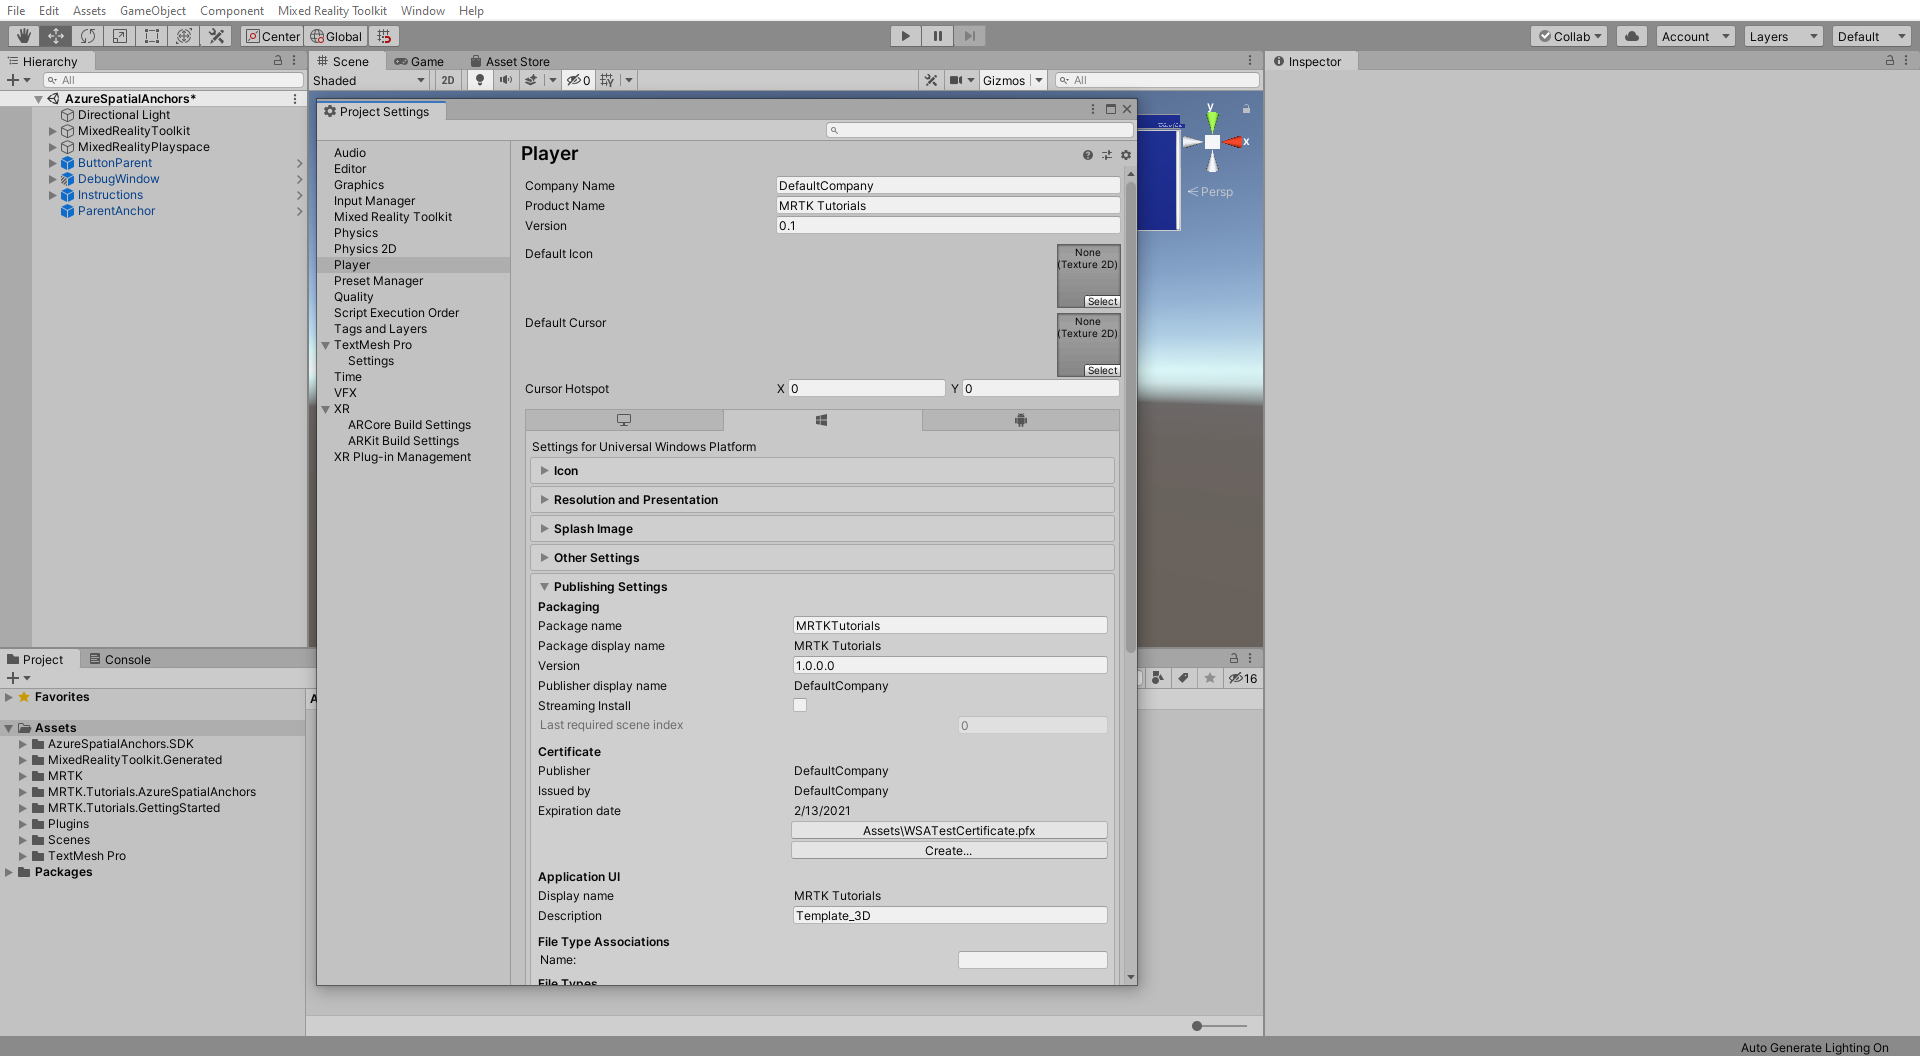 File Edit Assets GameObject Component Mixed Reality Toolkit Window Help
Center Global Collab Account Layers Default
Hierarchy
All
AzureSpatialAnchors*
Directional Light
MixedRealityToolkit
MixedRealityPlayspace
ButtonParent
DebugWindow
Instructions
ParentAnchor
Scene Game Asset Store
Shaded 2D 0 Gizmos All
y
x
Persp
Inspector
Project Settings
Audio
Editor
Graphics
Input Manager
Mixed Reality Toolkit
Physics
Physics 2D
Player
Preset Manager
Quality
Script Execution Order
Tags and Layers
TextMesh Pro
Settings
Time
VFX
XR
ARCore Build Settings
ARKit Build Settings
XR Plug-in Management
Player
Company Name DefaultCompany
Product Name MRTK Tutorials
Version 0.1
Default Icon
None
(Texture 2D)
Select
Default Cursor
None
(Texture 2D)
Select
Cursor Hotspot X 0 Y 0
Settings for Universal Windows Platform
Icon
Resolution and Presentation
Splash Image
Other Settings
Publishing Settings
Packaging
Package name MRTKTutorials
Package display name MRTK Tutorials
Version 1.0.0.0
Publisher display name DefaultCompany
Streaming Install
Last required scene index 0
Certificate
Publisher DefaultCompany
Issued by DefaultCompany
Expiration date 2/13/2021
Assets\WSATestCertificate.pfx
Create...
Application UI
Display name MRTK Tutorials
Description Template_3D
File Type Associations
Name:
File Types
Project Console
16
Favorites
Assets
AzureSpatialAnchors.SDK
MixedRealityToolkit.Generated
MRTK
MRTK.Tutorials.AzureSpatialAnchors
MRTK.Tutorials.GettingStarted
Plugins
Scenes
TextMesh Pro
Packages
Auto Generate Lighting On